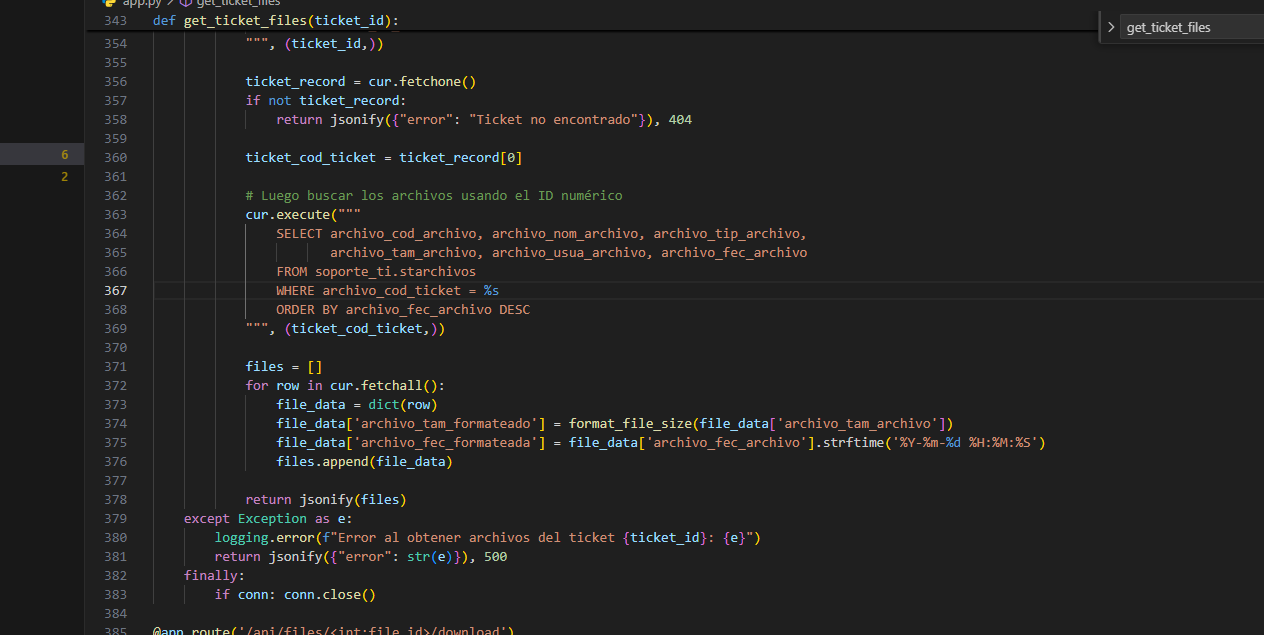 app.py > get_ticket_files
343 def get_ticket_files(ticket_id):
get_ticket_files
354 """, (ticket_id,))
355
356 ticket_record = cur.fetchone()
357 if not ticket_record:
358 return jsonify({"error": "Ticket no encontrado"}), 404
359
360 ticket_cod_ticket = ticket_record[0]
6
361
2
362 # Luego buscar los archivos usando el ID numérico
363 cur.execute("""
364 SELECT archivo_cod_archivo, archivo_nom_archivo, archivo_tip_archivo,
365 archivo_tam_archivo, archivo_usua_archivo, archivo_fec_archivo
366 FROM soporte_ti.starchivos
367 WHERE archivo_cod_ticket = %s
368 ORDER BY archivo_fec_archivo DESC
369 """, (ticket_cod_ticket,))
370
371 files = []
372 for row in cur.fetchall():
373 file_data = dict(row)
374 file_data['archivo_tam_formateado'] = format_file_size(file_data['archivo_tam_archivo'])
375 file_data['archivo_fec_formateada'] = file_data['archivo_fec_archivo'].strftime('%Y-%m-%d %H:%M:%S')
376 files.append(file_data)
377
378 return jsonify(files)
379 except Exception as e:
380 logging.error(f"Error al obtener archivos del ticket {ticket_id}: {e}")
381 return jsonify({"error": str(e)}), 500
382 finally:
383 if conn: conn.close()
384
385 @app.route('/api/files/<int:file_id>/download')